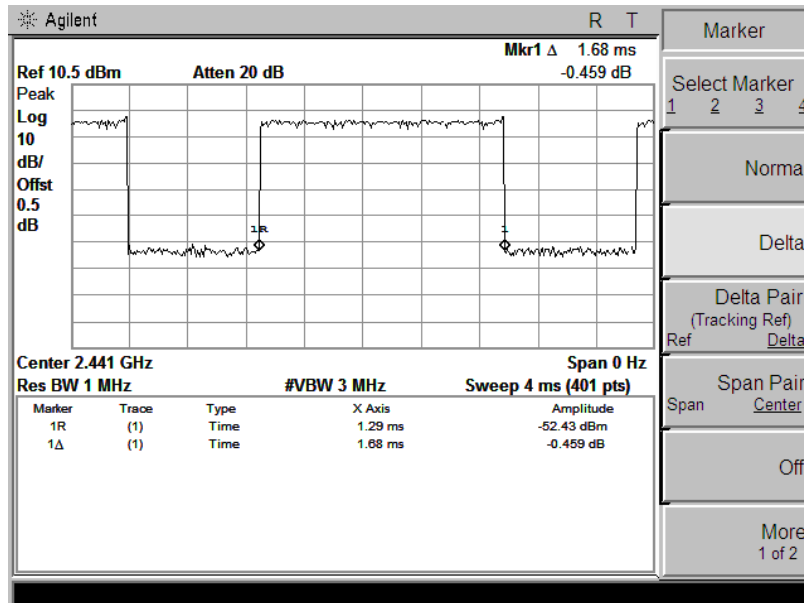 Agilent R T
Mkr1 Δ 1.68 ms
Ref 10.5 dBm Atten 20 dB -0.459 dB
Peak
Log
10
dB/
Offst
0.5
dB
1R
1
Center 2.441 GHz Span 0 Hz
Res BW 1 MHz #VBW 3 MHz Sweep 4 ms (401 pts)
Marker Trace Type X Axis Amplitude
1R (1) Time 1.29 ms -52.43 dBm
1Δ (1) Time 1.68 ms -0.459 dB
Marker
Select Marker
1 2 3 4
Norma
Delta
Delta Pair
(Tracking Ref)
Ref Delta
Span Pair
Span Center
Off
More
1 of 2